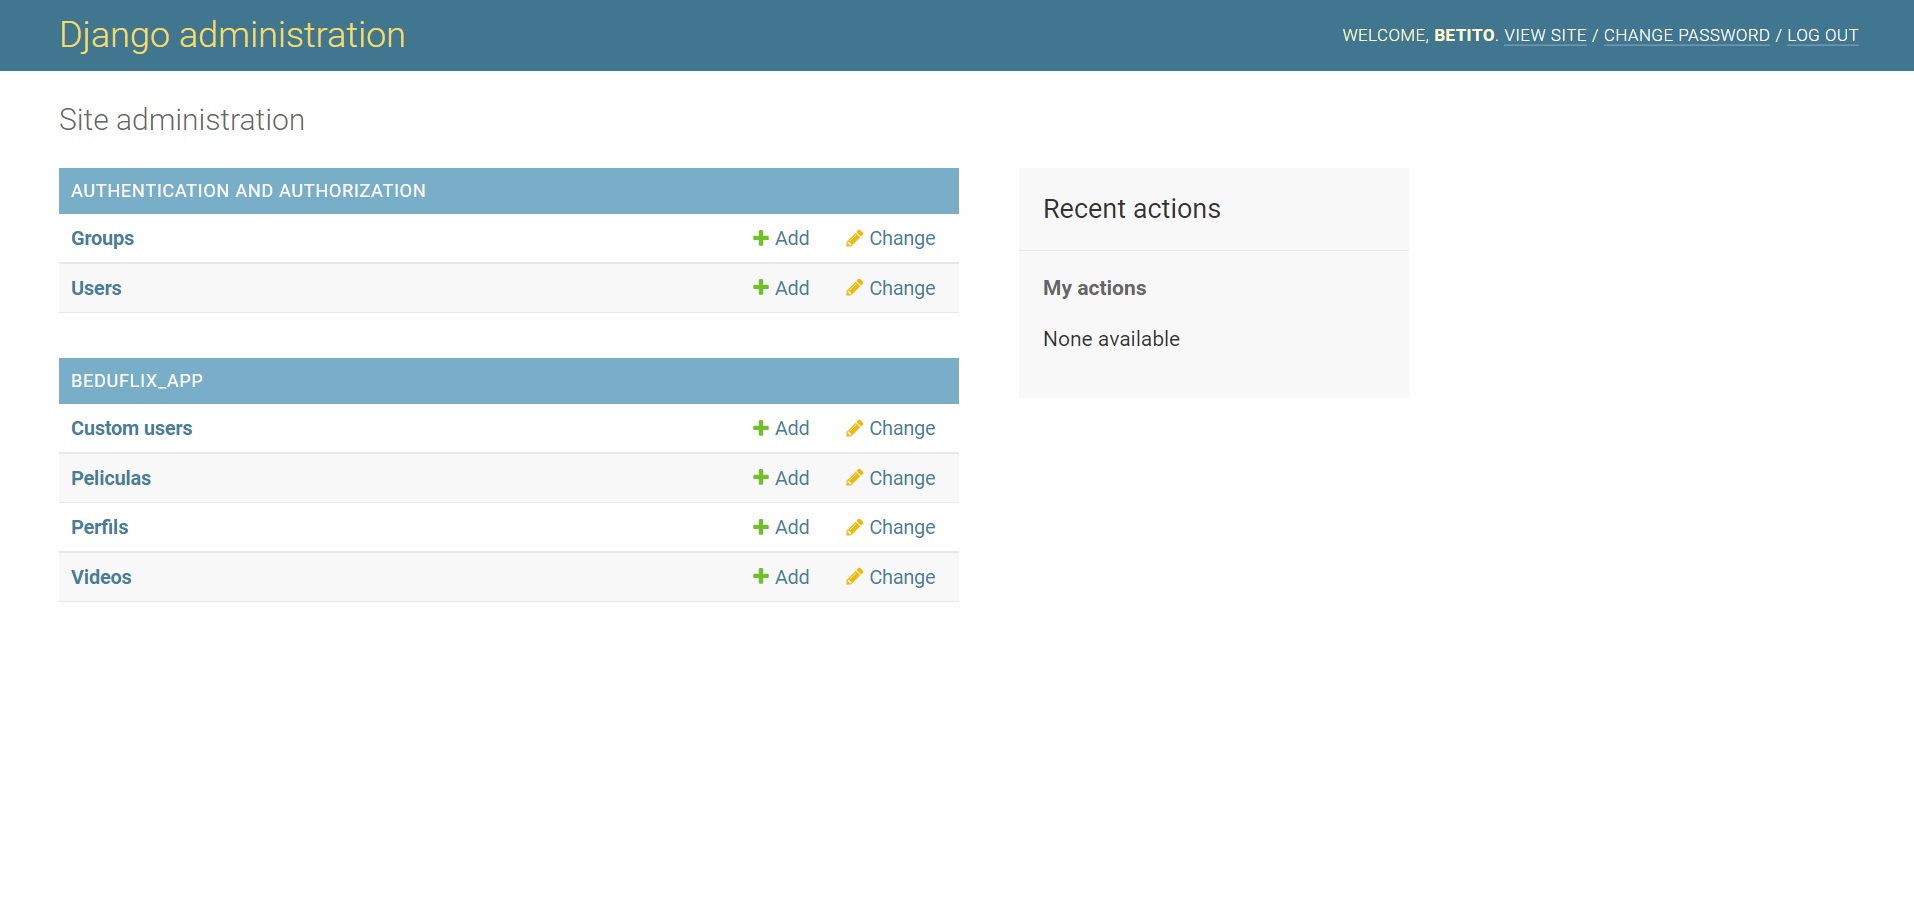 Django administration
WELCOME, BETITO. VIEW SITE / CHANGE PASSWORD / LOG OUT
Site administration
AUTHENTICATION AND AUTHORIZATION
Groups Add Change
Users Add Change
BEDUFLIX_APP
Custom users Add Change
Peliculas Add Change
Perfils Add Change
Videos Add Change
Recent actions
My actions
None available